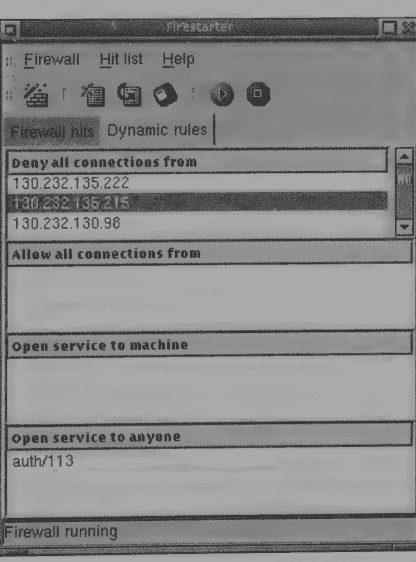 Firestarter
Firewall Hit list Help
Firewall hits Dynamic rules
Deny all connections from
130.232.135.222
130.232.135.215
130.232.130.98
Allow all connections from
Open service to machine
Open service to anyone
auth/113
Firewall running